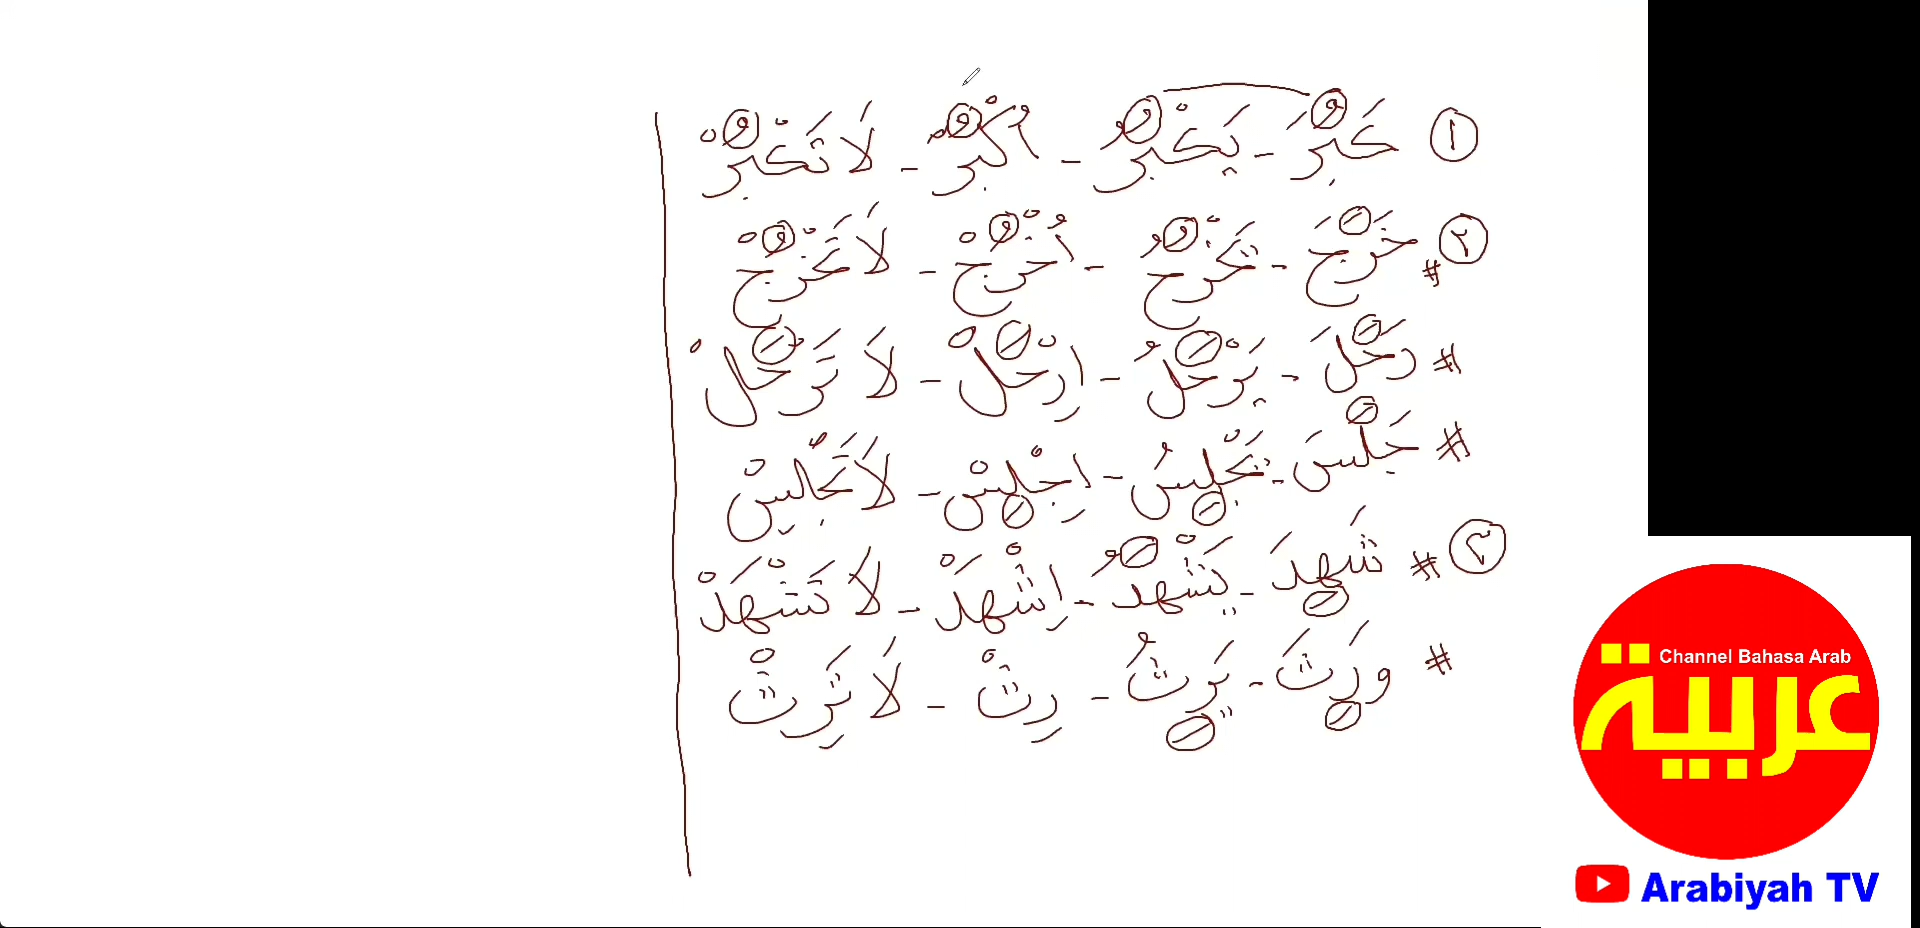 ١ كَبُرَ - يَكْبُرُ - أُكْبُرْ - لَا تَكْبُرْ
٢ # خَرَجَ - يَخْرُجُ - أُخْرُجْ - لَا تَخْرُجْ
# رَحَلَ - يَرْحَلُ - اِرْحَلْ - لَا تَرْحَلْ
# جَلَسَ - يَجْلِسُ - اِجْلِسْ - لَا تَجْلِسْ
٣ # شَهِدَ - يَشْهَدُ - اِشْهَدْ - لَا تَشْهَدْ
# وَرِثَ - يَرِثُ - رِثْ - لَا تَرِثْ
Channel Bahasa Arab
عربية
Arabiyah TV